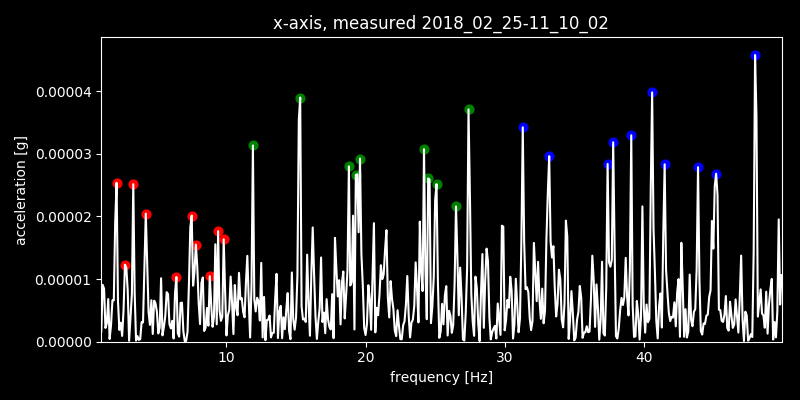 x-axis, measured 2018_02_25-11_10_02
0.00004
0.00003
0.00002
0.00001
0.00000
acceleration [g]
10 20 30 40
frequency [Hz]